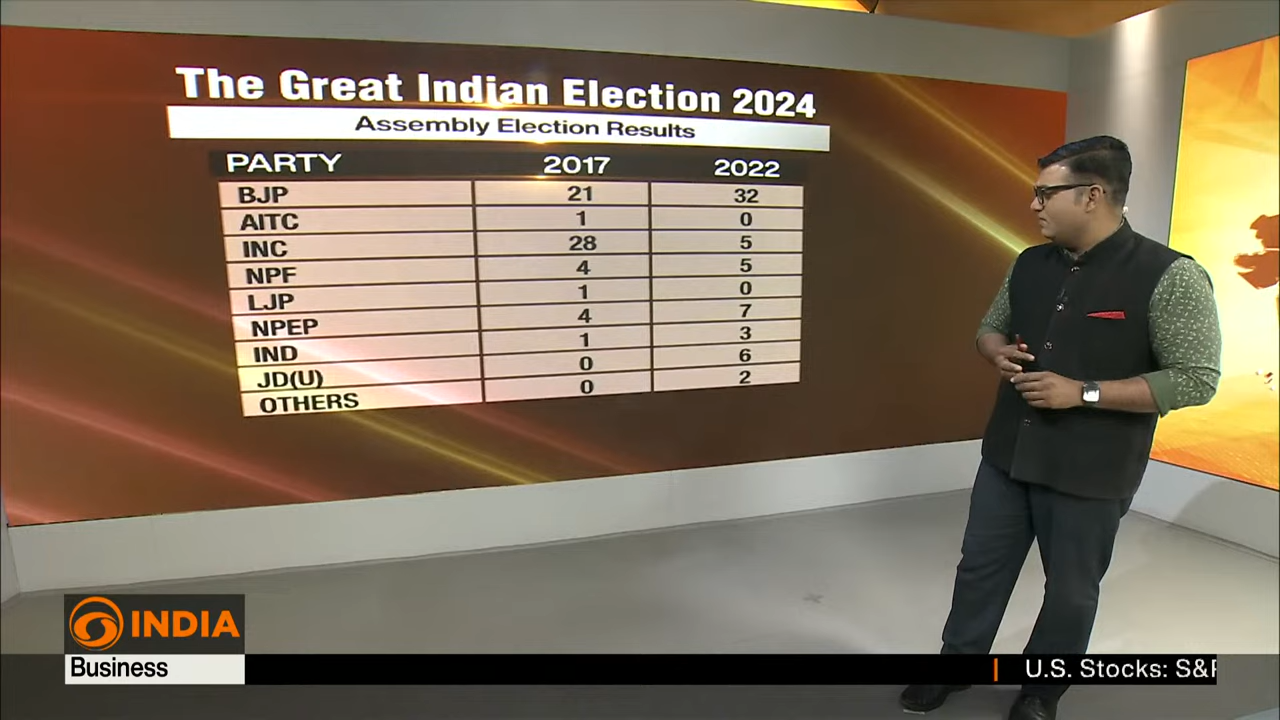 The Great Indian Election 2024
Assembly Election Results
PARTY 2017 2022
BJP 21 32
AITC 1 0
INC 28 5
NPF 4 5
LJP 1 0
NPEP 4 7
IND 1 3
JD(U) 0 6
OTHERS 0 2
INDIA
Business
U.S. Stocks: S&P